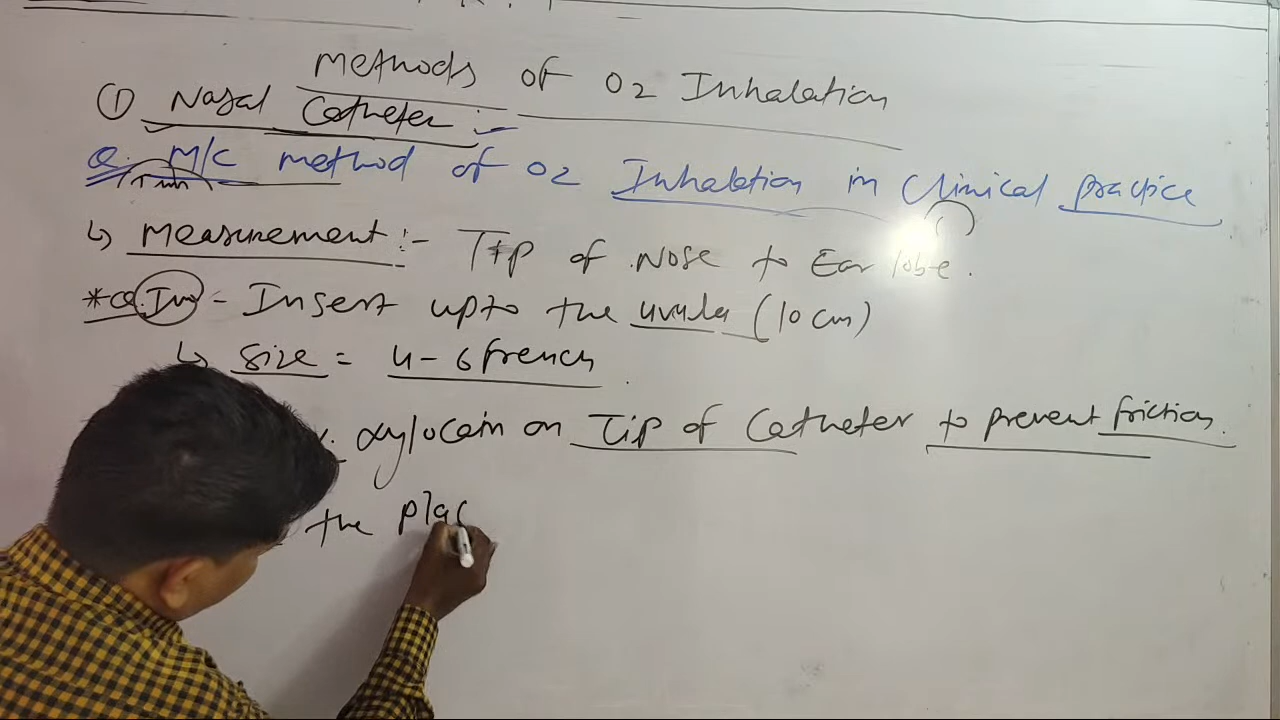 Methods of O2 Inhalation
① Nasal Catheter :-
Q. M/C method of O2 Inhalation in Clinical practice
↳ Measurement :- Tip of Nose to Ear lobe.
*Q. Imp - Insert upto the uvula (10 cm)
↳ Size = 4-6 french
xylocain on Tip of Catheter to prevent friction.
the plac